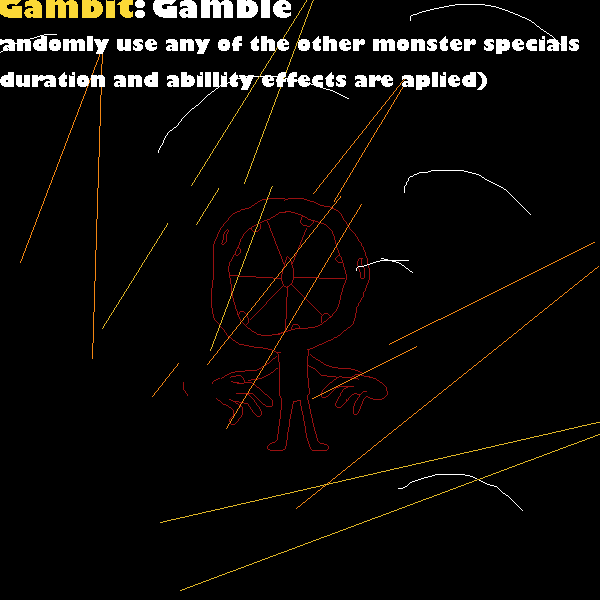 Gambit: Gamble
randomly use any of the other monster specials
duration and abillity effects are aplied)